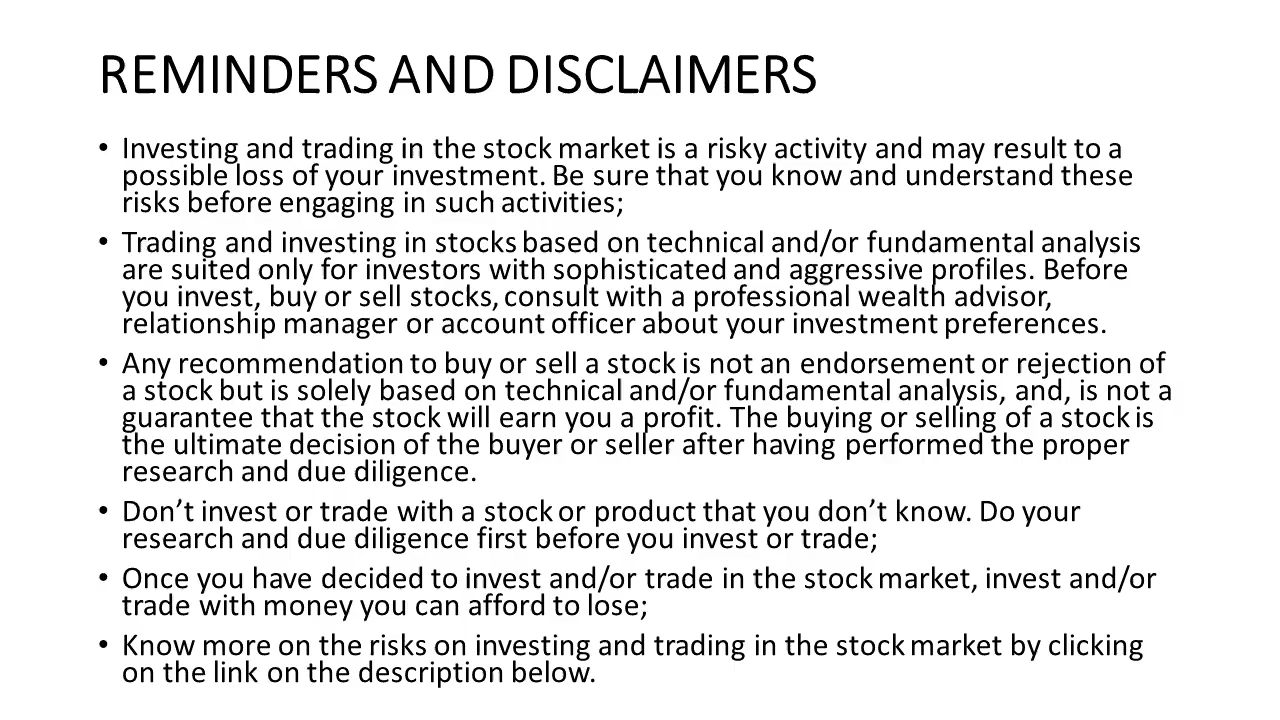 REMINDERS AND DISCLAIMERS
• Investing and trading in the stock market is a risky activity and may result to a
possible loss of your investment. Be sure that you know and understand these
risks before engaging in such activities;
• Trading and investing in stocks based on technical and/or fundamental analysis
are suited only for investors with sophisticated and aggressive profiles. Before
you invest, buy or sell stocks, consult with a professional wealth advisor,
relationship manager or account officer about your investment preferences.
• Any recommendation to buy or sell a stock is not an endorsement or rejection of
a stock but is solely based on technical and/or fundamental analysis, and, is not a
guarantee that the stock will earn you a profit. The buying or selling of a stock is
the ultimate decision of the buyer or seller after having performed the proper
research and due diligence.
• Don’t invest or trade with a stock or product that you don’t know. Do your
research and due diligence first before you invest or trade;
• Once you have decided to invest and/or trade in the stock market, invest and/or
trade with money you can afford to lose;
• Know more on the risks on investing and trading in the stock market by clicking
on the link on the description below.